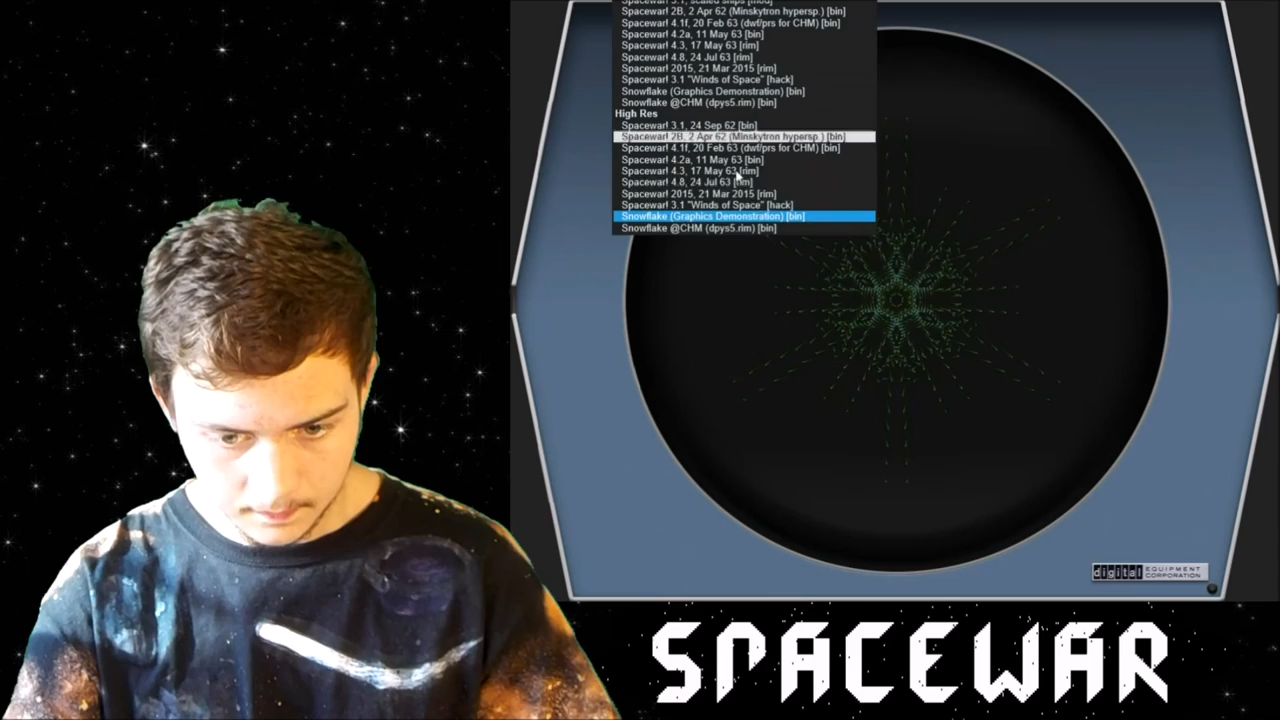 Spacewar! 3.1, scaled ships [mod]
Spacewar! 2B, 2 Apr 62 (Minskytron hypersp.) [bin]
Spacewar! 4.1f, 20 Feb 63 (dwf/prs for CHM) [bin]
Spacewar! 4.2a, 11 May 63 [bin]
Spacewar! 4.3, 17 May 63 [rim]
Spacewar! 4.8, 24 Jul 63 [rim]
Spacewar! 2015, 21 Mar 2015 [rim]
Spacewar! 3.1 "Winds of Space" [hack]
Snowflake (Graphics Demonstration) [bin]
Snowflake @CHM (dpys5.rim) [bin]
High Res
Spacewar! 3.1, 24 Sep 62 [bin]
Spacewar! 2B, 2 Apr 62 (Minskytron hypersp.) [bin]
Spacewar! 4.1f, 20 Feb 63 (dwf/prs for CHM) [bin]
Spacewar! 4.2a, 11 May 63 [bin]
Spacewar! 4.3, 17 May 63 [rim]
Spacewar! 4.8, 24 Jul 63 [rim]
Spacewar! 2015, 21 Mar 2015 [rim]
Spacewar! 3.1 "Winds of Space" [hack]
Snowflake (Graphics Demonstration) [bin]
Snowflake @CHM (dpys5.rim) [bin]
digital EQUIPMENT
CORPORATION
SPACEWAR